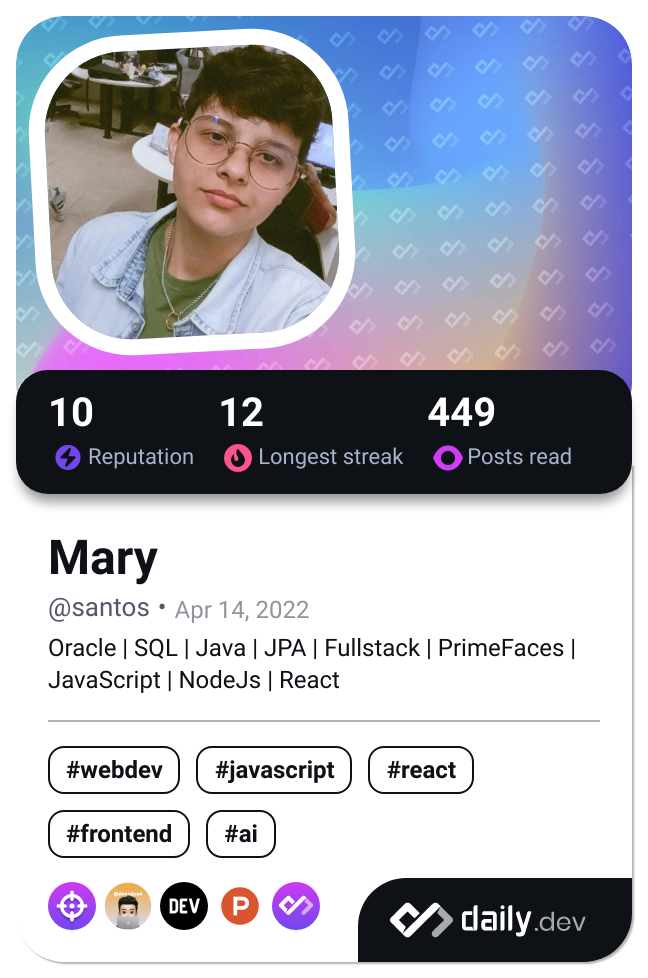 10 12 449
Reputation Longest streak Posts read
Mary
@santos • Apr 14, 2022
Oracle | SQL | Java | JPA | Fullstack | PrimeFaces |
JavaScript | NodeJs | React
#webdev #javascript #react
#frontend #ai
DEV P
daily.dev